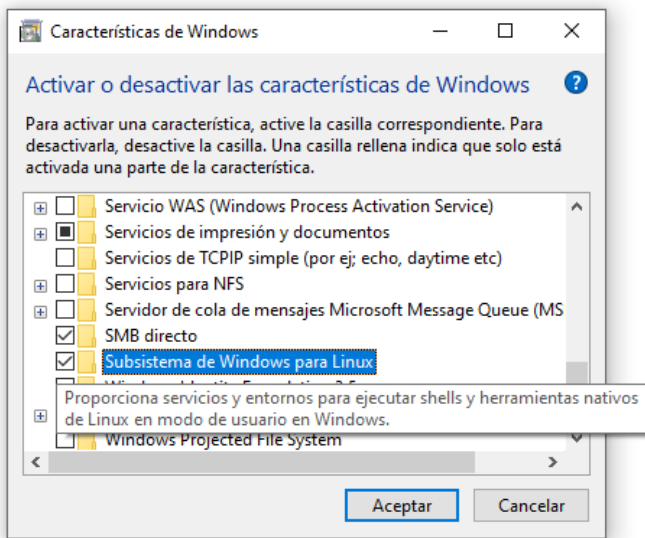 Características de Windows
Activar o desactivar las características de Windows
Para activar una característica, active la casilla correspondiente. Para
desactivarla, desactive la casilla. Una casilla rellena indica que solo está
activada una parte de la característica.
Servicio WAS (Windows Process Activation Service)
Servicios de impresión y documentos
Servicios de TCPIP simple (por ej; echo, daytime etc)
Servicios para NFS
Servidor de cola de mensajes Microsoft Message Queue (MS
SMB directo
Subsistema de Windows para Linux
Proporciona servicios y entornos para ejecutar shells y herramientas nativos
de Linux en modo de usuario en Windows.
Windows Projected File System
Aceptar Cancelar